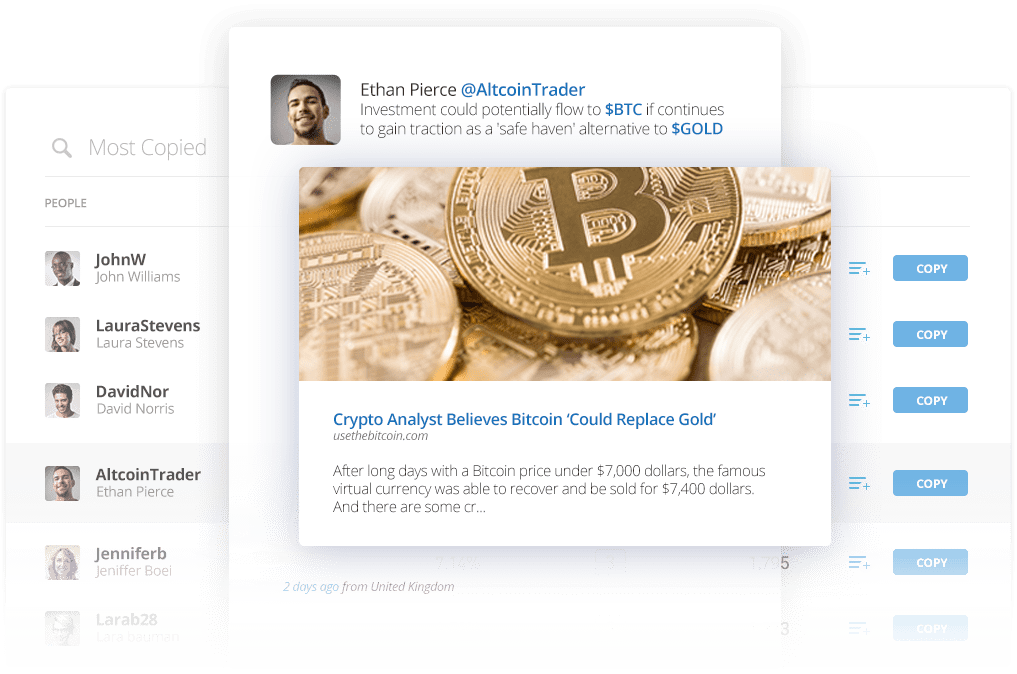 Ethan Pierce @AltcoinTrader
Investment could potentially flow to $BTC if continues
to gain traction as a 'safe haven' alternative to $GOLD
Most Copied
PEOPLE
JohnW
John Williams
COPY
LauraStevens
Laura Stevens
COPY
DavidNor
David Norris
COPY
AltcoinTrader
Ethan Pierce
COPY
Jenniferb
Jeniffer Boei
COPY
Larab28
Lara bauman
COPY
Crypto Analyst Believes Bitcoin ‘Could Replace Gold’
usethebitcoin.com
After long days with a Bitcoin price under $7,000 dollars, the famous
virtual currency was able to recover and be sold for $7,400 dollars.
And there are some cr...
2 days ago from United Kingdom